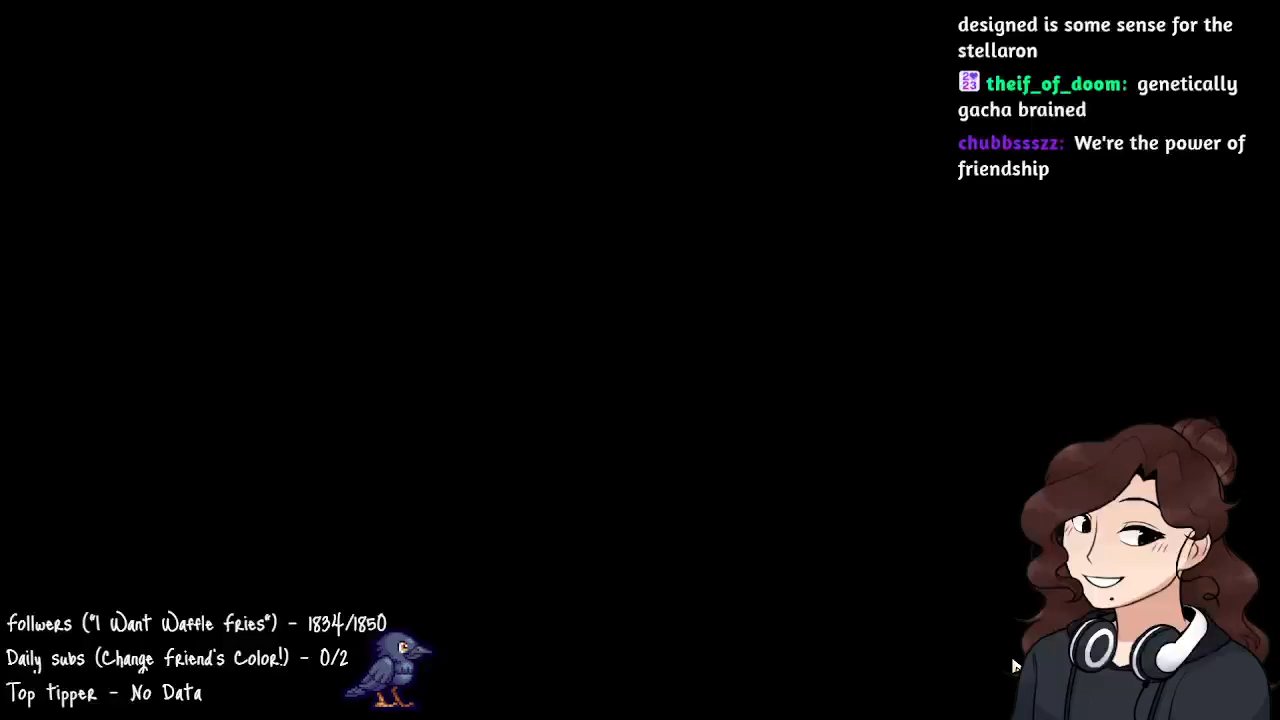 designed is some sense for the
stellaron
theif_of_doom: genetically
gacha brained
chubbssszz: We're the power of
friendship
Follwers ("I Want Waffle Fries") - 1834/1850
Daily subs (Change Friend's Color!) - 0/2
Top tipper - No Data